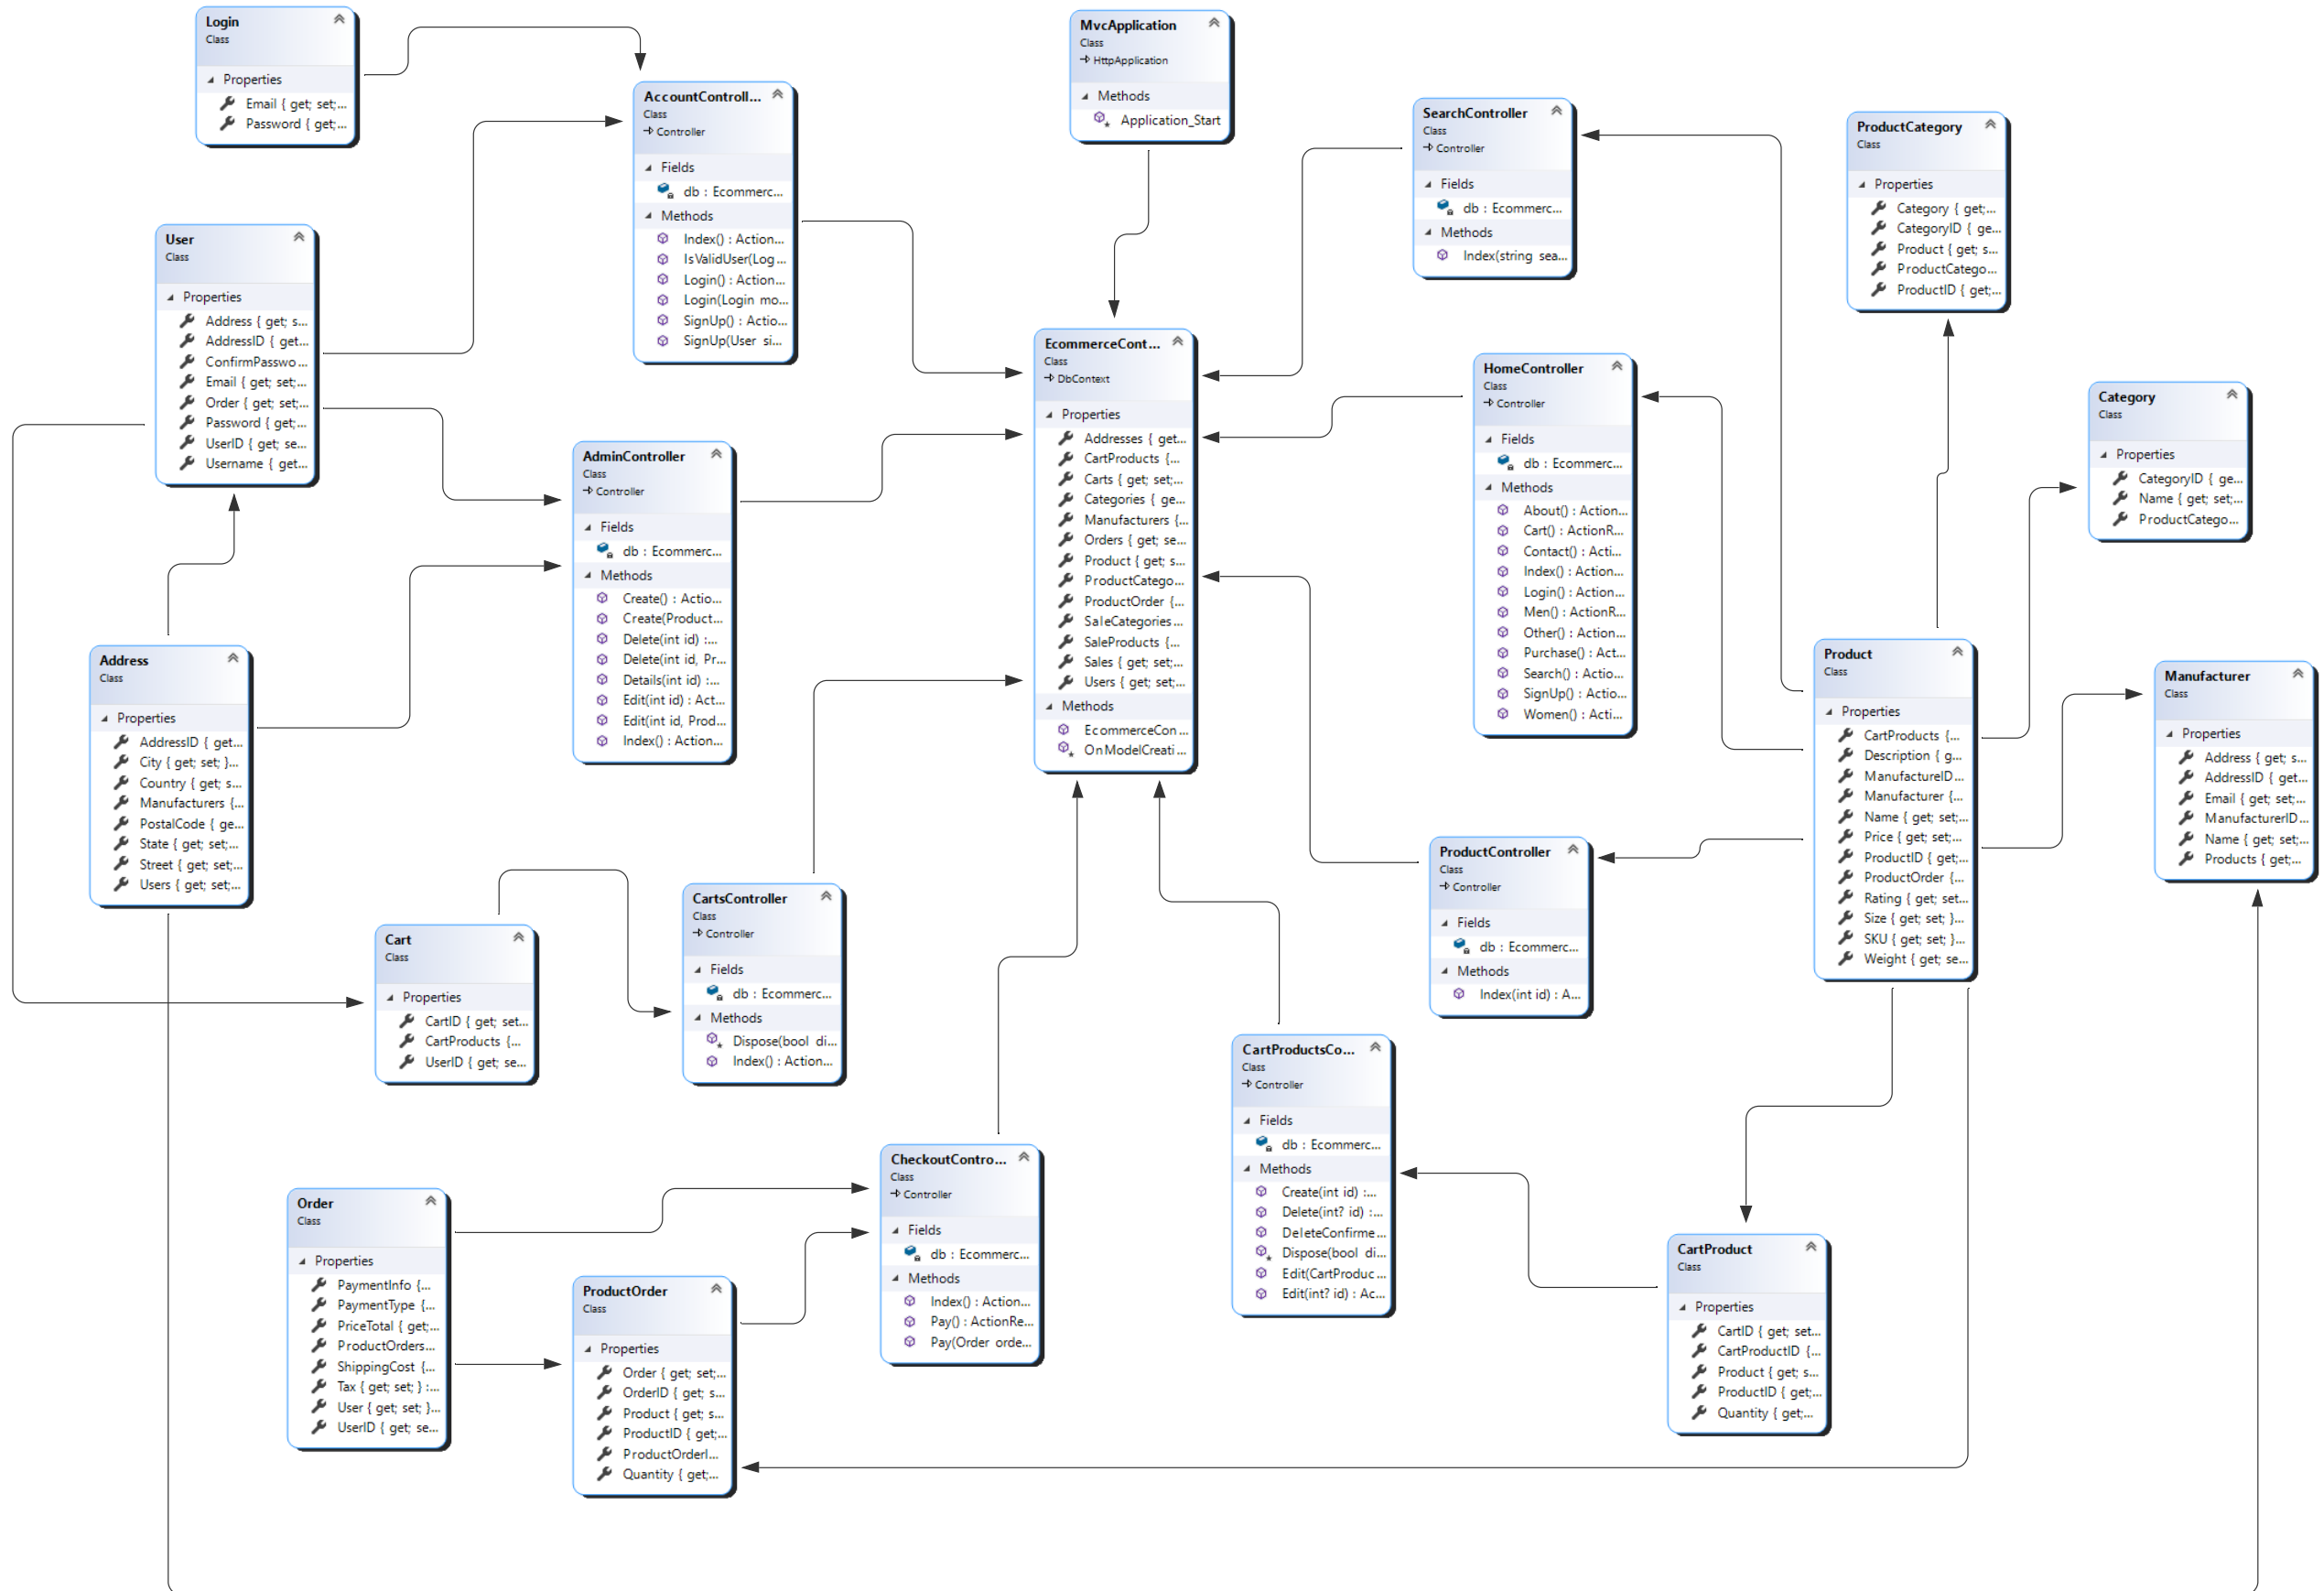 Login
Class
Properties
Email { get; set;...
Password { get;...
MvcApplication
Class
HttpApplication
Methods
Application_Start
AccountControll...
Class
Controller
Fields
db : Ecommerc...
Methods
Index() : Action...
IsValidUser(Log...
Login() : Action...
Login(Login mo...
SignUp() : Actio...
SignUp(User si...
SearchController
Class
Controller
Fields
db : Ecommerc...
Methods
Index(string sea...
ProductCategory
Class
Properties
Category { get;...
CategoryID { ge...
Product { get; s...
ProductCatego...
ProductID { get;...
User
Class
Properties
Address { get; s...
AddressID { get...
ConfirmPasswo...
Email { get; set;...
Order { get; set;...
Password { get;...
UserID { get; se...
Username { get...
EcommerceCont...
Class
DbContext
Properties
Addresses { get...
CartProducts {...
Carts { get; set;...
Categories { ge...
Manufacturers {...
Orders { get; se...
Product { get; s...
ProductCatego...
ProductOrder {...
SaleCategories...
SaleProducts {...
Sales { get; set;...
Users { get; set;...
Methods
EcommerceCon...
OnModelCreati...
HomeController
Class
Controller
Fields
db : Ecommerc...
Methods
About() : Action...
Cart() : ActionR...
Contact() : Acti...
Index() : Action...
Login() : Action...
Men() : ActionR...
Other() : Action...
Purchase() : Act...
Search() : Actio...
SignUp() : Actio...
Women() : Acti...
Category
Class
Properties
CategoryID { ge...
Name { get; set;...
ProductCatego...
AdminController
Class
Controller
Fields
db : Ecommerc...
Methods
Create() : Actio...
Create(Product...
Delete(int id) :...
Delete(int id, Pr...
Details(int id) :...
Edit(int id) : Act...
Edit(int id, Prod...
Index() : Action...
Address
Class
Properties
AddressID { get...
City { get; set; }...
Country { get; s...
Manufacturers {...
PostalCode { ge...
State { get; set;...
Street { get; set;...
Users { get; set;...
Product
Class
Properties
CartProducts {...
Description { g...
ManufactureID...
Manufacturer {...
Name { get; set;...
Price { get; set;...
ProductID { get;...
ProductOrder {...
Rating { get; set...
Size { get; set; }...
SKU { get; set; }...
Weight { get; se...
Manufacturer
Class
Properties
Address { get; s...
AddressID { get...
Email { get; set;...
ManufacturerID...
Name { get; set;...
Products { get;...
ProductController
Class
Controller
Fields
db : Ecommerc...
Methods
Index(int id) : A...
Cart
Class
Properties
CartID { get; set...
CartProducts {...
UserID { get; se...
CartsController
Class
Controller
Fields
db : Ecommerc...
Methods
Dispose(bool di...
Index() : Action...
CartProductsCo...
Class
Controller
Fields
db : Ecommerc...
Methods
Create(int id) :...
Delete(int? id) :...
DeleteConfirme...
Dispose(bool di...
Edit(CartProduc...
Edit(int? id) : Ac...
CheckoutContro...
Class
Controller
Fields
db : Ecommerc...
Methods
Index() : Action...
Pay() : ActionRe...
Pay(Order orde...
Order
Class
Properties
PaymentInfo {...
PaymentType {...
PriceTotal { get;...
ProductOrders...
ShippingCost {...
Tax { get; set; } :...
User { get; set; }...
UserID { get; se...
ProductOrder
Class
Properties
Order { get; set;...
OrderID { get; s...
Product { get; s...
ProductID { get;...
ProductOrderI...
Quantity { get;...
CartProduct
Class
Properties
CartID { get; set...
CartProductID {...
Product { get; s...
ProductID { get;...
Quantity { get;...